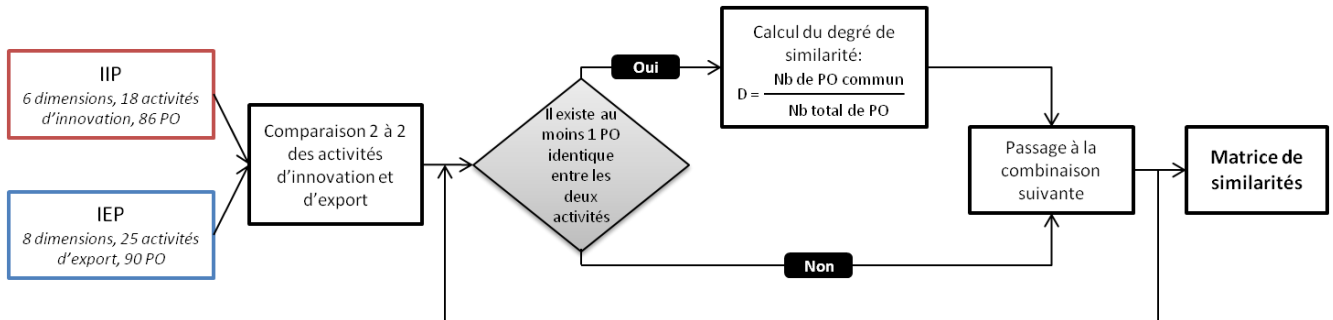 IIP
6 dimensions, 18 activités
d'innovation, 86 PO
IEP
8 dimensions, 25 activités
d'export, 90 PO
Comparaison 2 à 2
des activités
d'innovation et
d'export
Il existe au
moins 1 PO
identique
entre les
deux
activités
Oui
Calcul du degré de
similarité:
Nb de PO commun
D =
Nb total de PO
Non
Passage à la
combinaison
suivante
Matrice de
similarités